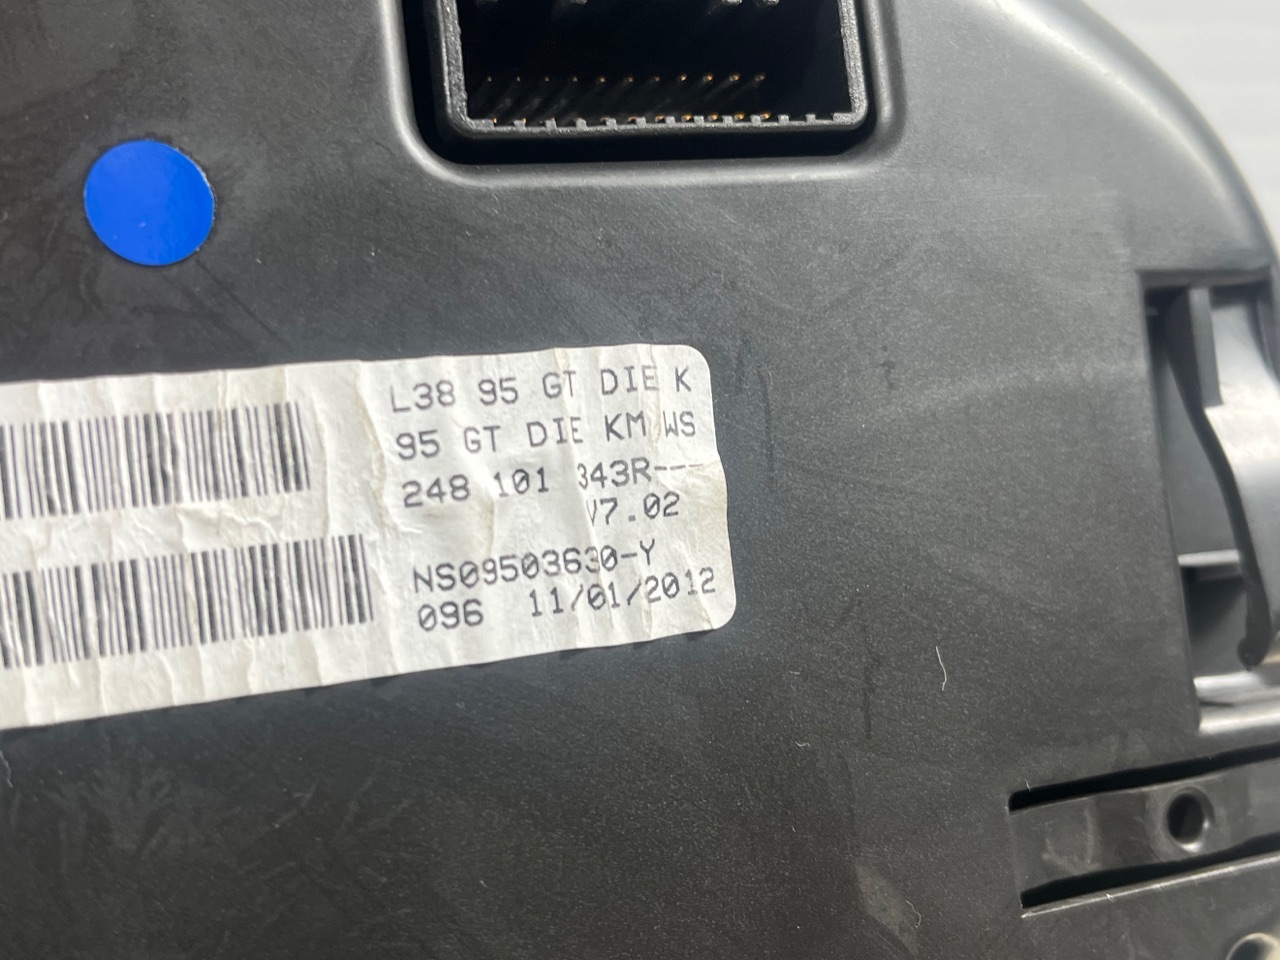 L38 95 GT DIE K
95 GT DIE KM WS
248 101 343R---
V7.02
NS09503630-Y
096 11/01/2012